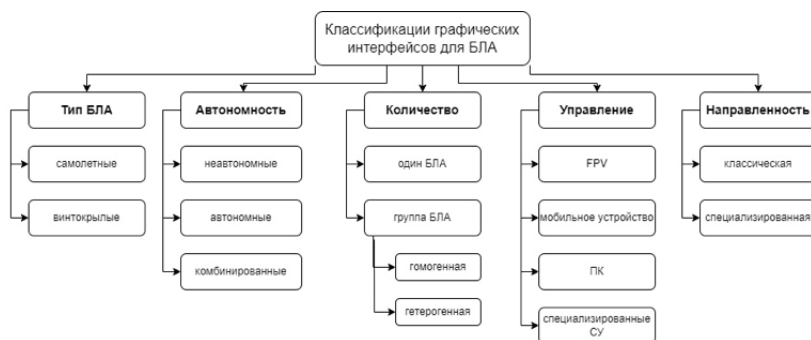 Классификации графических
интерфейсов для БЛА
Тип БЛА
самолетные
винтокрылые
Автономность
неавтономные
автономные
комбинированные
Количество
один БЛА
группа БЛА
гомогенная
гетерогенная
Управление
FPV
мобильное устройство
ПК
специализированные
СУ
Направленность
классическая
специализированная